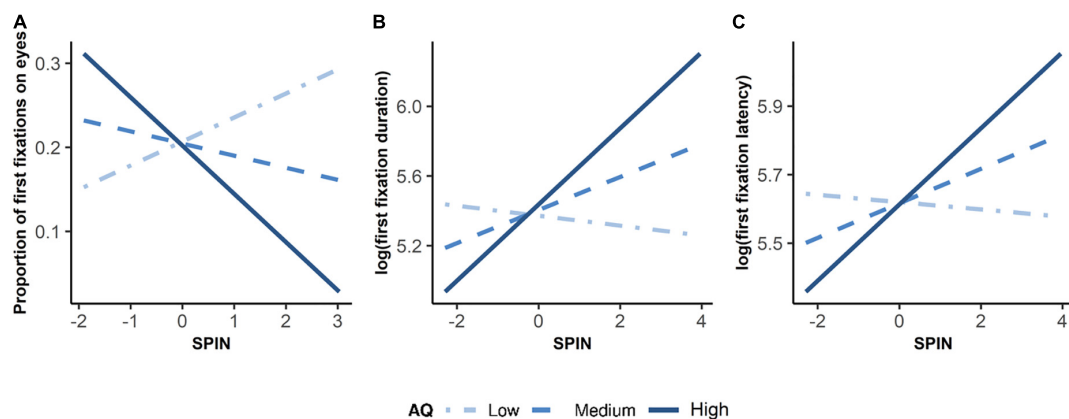 A
Proportion of first fixations on eyes
0.3
0.2
0.1
-2 -1 0 1 2 3
SPIN
B
log(first fixation duration)
6.0
5.6
5.2
-2 0 2 4
SPIN
C
log(first fixation latency)
5.9
5.7
5.5
-2 0 2 4
SPIN
AQ Low Medium High